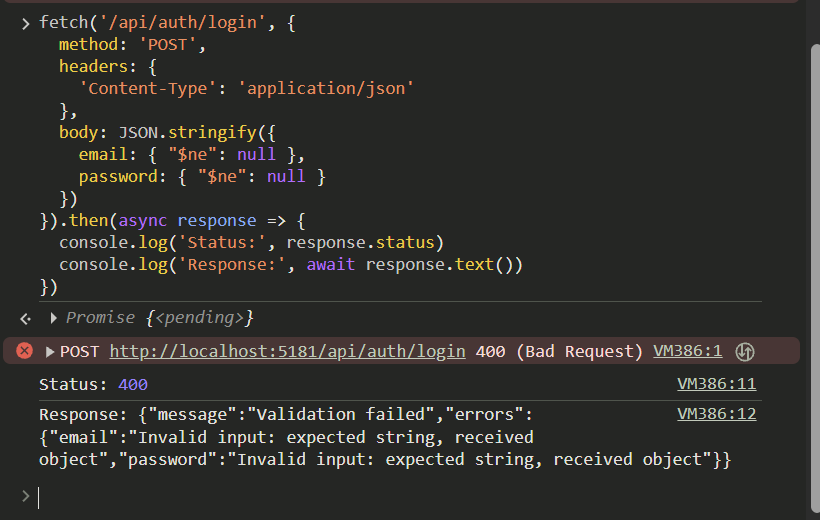 fetch('/api/auth/login', {
method: 'POST',
headers: {
'Content-Type': 'application/json'
},
body: JSON.stringify({
email: { "$ne": null },
password: { "$ne": null }
})
}).then(async response => {
console.log('Status:', response.status)
console.log('Response:', await response.text())
})
Promise {<pending>}
POST http://localhost:5181/api/auth/login 400 (Bad Request) VM386:1
Status: 400 VM386:11
Response: {"message":"Validation failed","errors": VM386:12
{"email":"Invalid input: expected string, received
object","password":"Invalid input: expected string, received object"}}